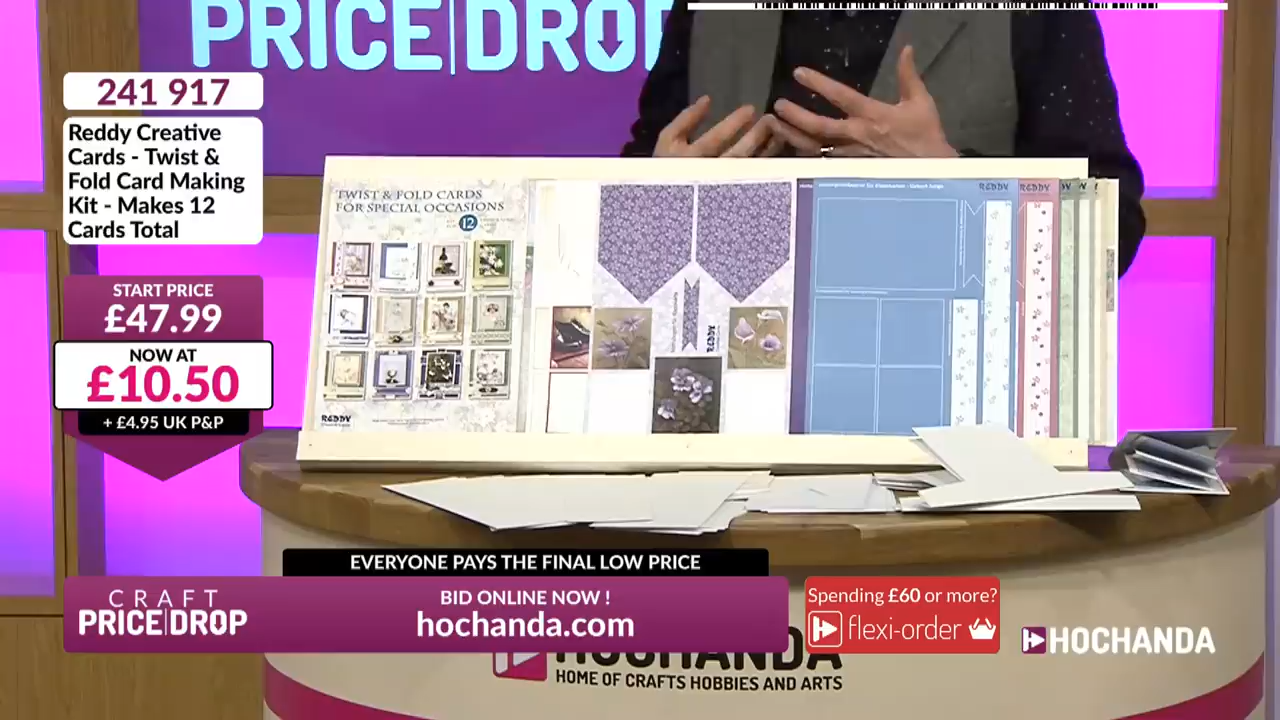 PRICE DROP
241 917
Reddy Creative
Cards - Twist &
Fold Card Making
Kit - Makes 12
Cards Total
START PRICE
£47.99
NOW AT
£10.50
+ £4.95 UK P&P
TWIST & FOLD CARDS
FOR SPECIAL OCCASIONS
12
REDDY
REDDY
REDDY
REDDY
EVERYONE PAYS THE FINAL LOW PRICE
CRAFT
PRICE DROP
BID ONLINE NOW !
hochanda.com
Spending £60 or more?
flexi-order
HOCHANDA
HOCHANDA
HOME OF CRAFTS HOBBIES AND ARTS